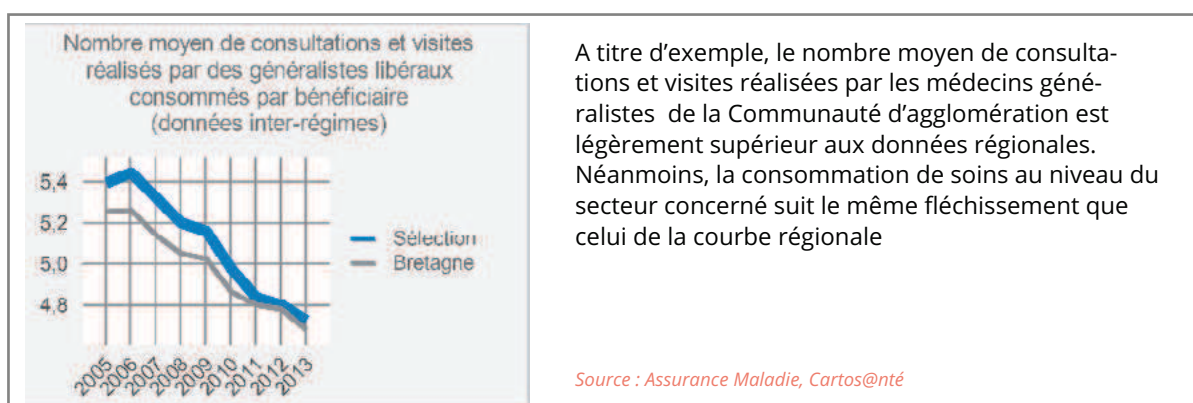 Nombre moyen de consultations et visites
réalisés par des généralistes libéraux
consommés par bénéficiaire
(données inter-régimes)
5,4
5,2
5,0
4,8
Sélection
Bretagne
2005
2006
2007
2008
2009
2010
2011
2012
2013
A titre d’exemple, le nombre moyen de consulta-
tions et visites réalisées par les médecins géné-
ralistes de la Communauté d’agglomération est
légèrement supérieur aux données régionales.
Néanmoins, la consommation de soins au niveau du
secteur concerné suit le même fléchissement que
celui de la courbe régionale
Source : Assurance Maladie, Cartos@nté